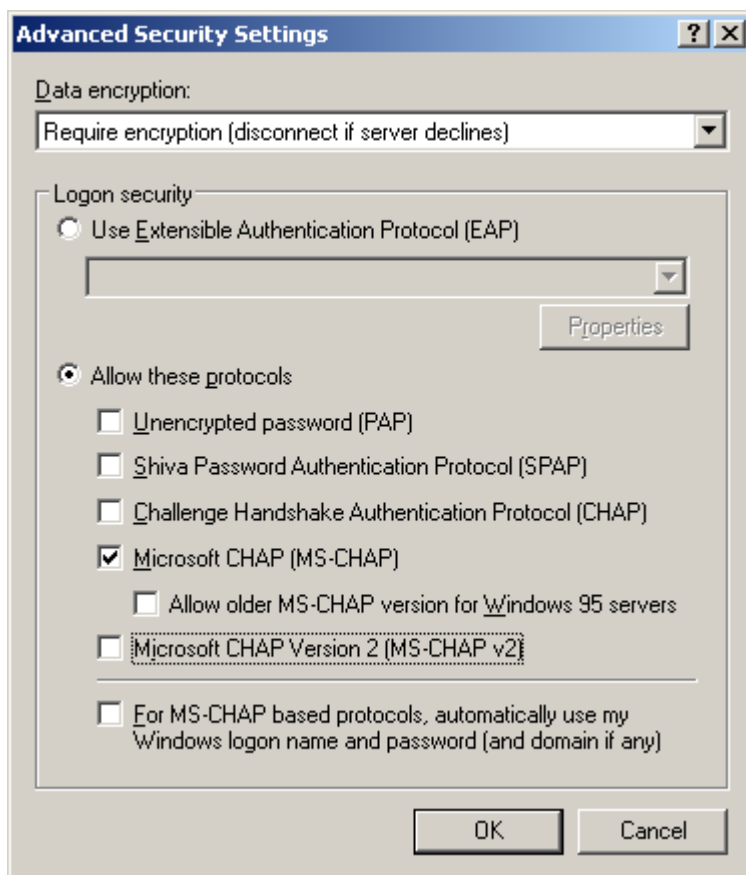 Advanced Security Settings
Data encryption:
Require encryption (disconnect if server declines)
Logon security
Use Extensible Authentication Protocol (EAP)
Properties
Allow these protocols
Unencrypted password (PAP)
Shiva Password Authentication Protocol (SPAP)
Challenge Handshake Authentication Protocol (CHAP)
Microsoft CHAP (MS-CHAP)
Allow older MS-CHAP version for Windows 95 servers
Microsoft CHAP Version 2 (MS-CHAP v2)
For MS-CHAP based protocols, automatically use my
Windows logon name and password (and domain if any)
OK Cancel